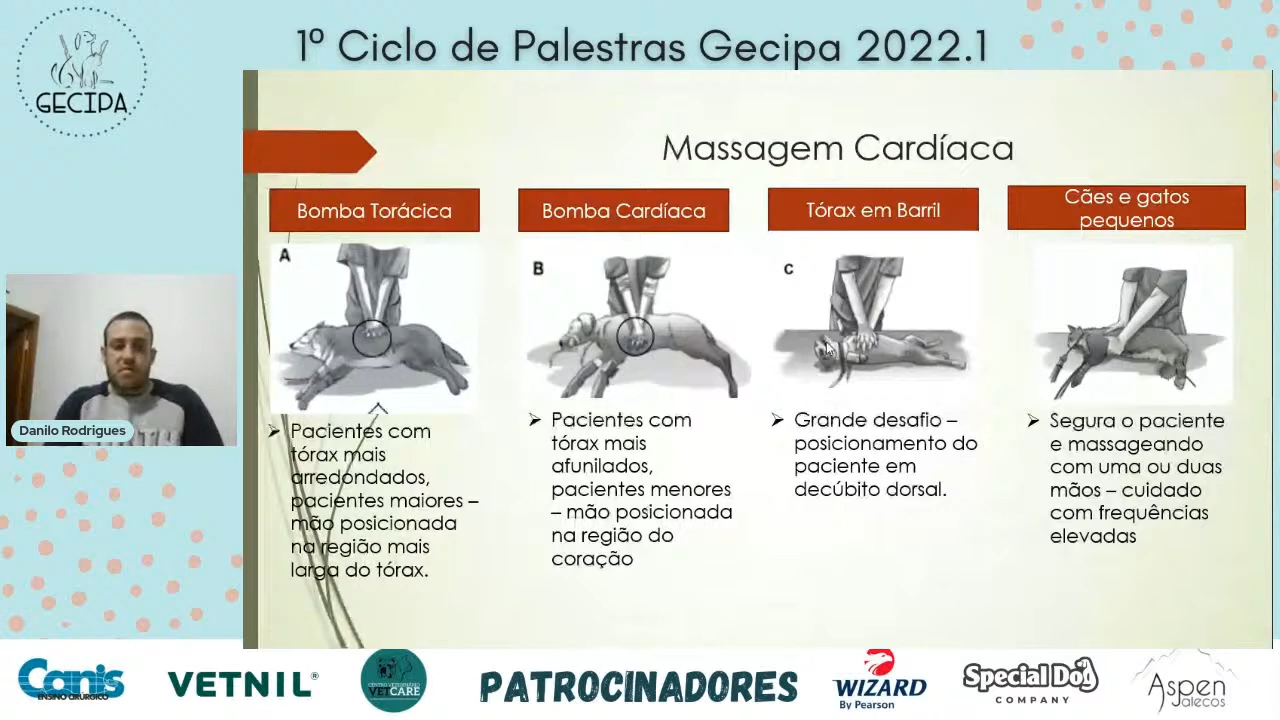 1º Ciclo de Palestras Gecipa 2022.1
GECIPA
Massagem Cardíaca
Bomba Torácica
Bomba Cardíaca
Tórax em Barril
Cães e gatos
pequenos
A
B
C
Pacientes com
tórax mais
arredondados,
pacientes maiores –
mão posicionada
na região mais
larga do tórax.
Pacientes com
tórax mais
afunilados,
pacientes menores
– mão posicionada
na região do
coração
Grande desafio –
posicionamento do
paciente em
decúbito dorsal.
Segura o paciente
e massageando
com uma ou duas
mãos – cuidado
com frequências
elevadas
Danilo Rodrigues
Canis
ENSINO CIRÚRGICO
VETNIL®
CENTRO VETERINÁRIO
VETCARE
PATROCINADORES
WIZARD
By Pearson
Special Dog
COMPANY
Aspen
Jalecos